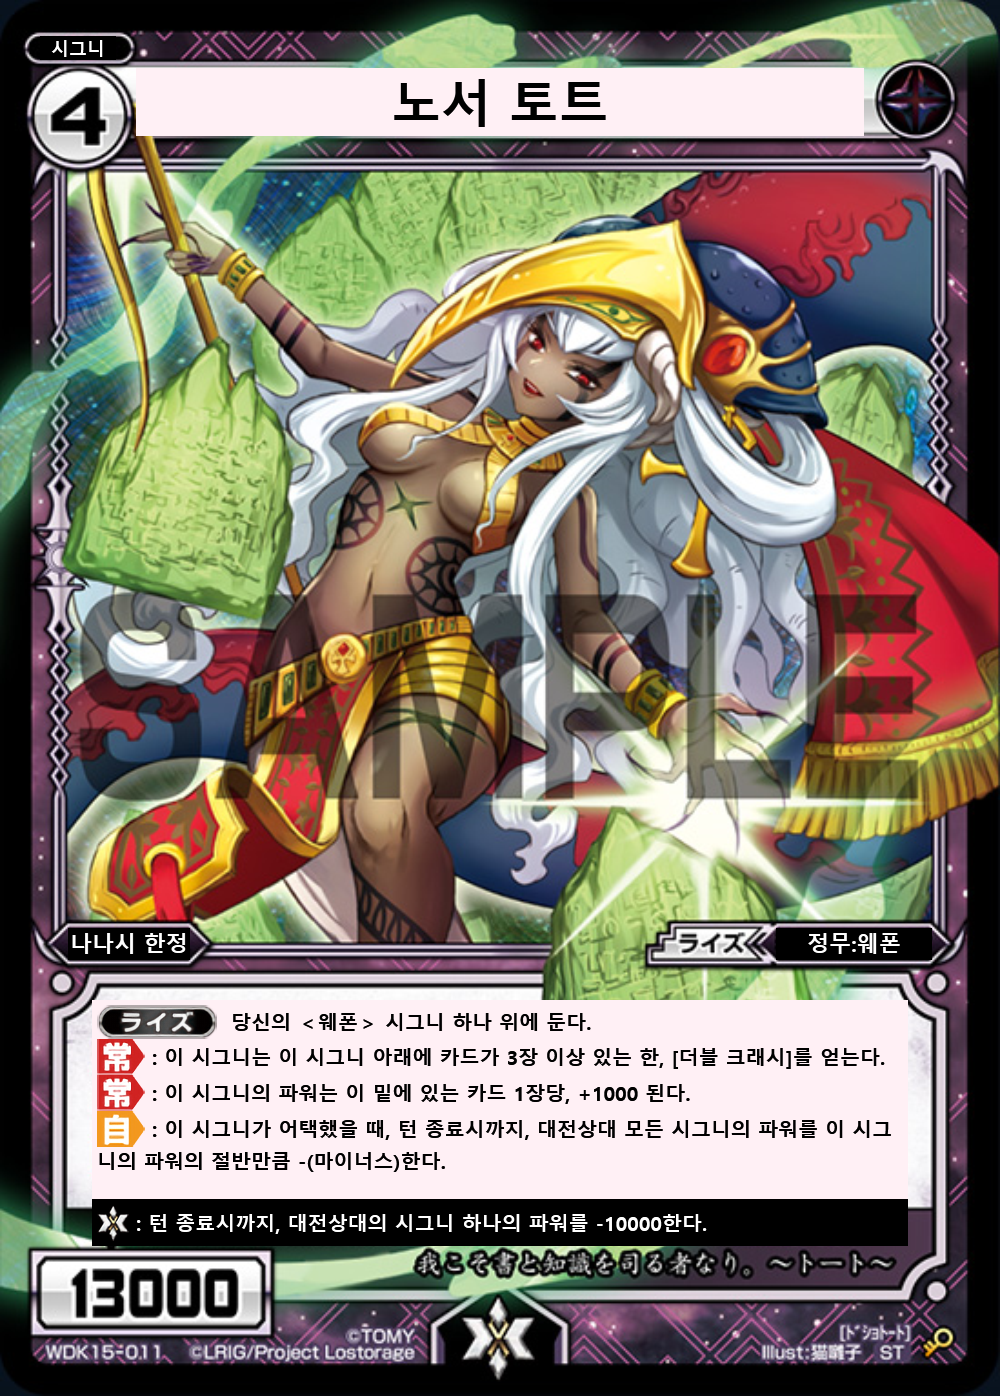 시그니
4
노서 토트
SAMPLE
나나시 한정
ライズ
정무:웨폰
ライズ 당신의 <웨폰> 시그니 하나 위에 둔다.
常 : 이 시그니는 이 시그니 아래에 카드가 3장 이상 있는 한, [더블 크래시]를 얻는다.
常 : 이 시그니의 파워는 이 밑에 있는 카드 1장당, +1000 된다.
自 : 이 시그니가 어택했을 때, 턴 종료시까지, 대전상대 모든 시그니의 파워를 이 시그
니의 파워의 절반만큼 -(마이너스)한다.
: 턴 종료시까지, 대전상대의 시그니 하나의 파워를 -10000한다.
我こそ書と知識を司る者なり。～トート～
13000
©TOMY
[ドショトート]
WDK15-011 ©LRIG/Project Lostorage
Illust:猫囃子 ST